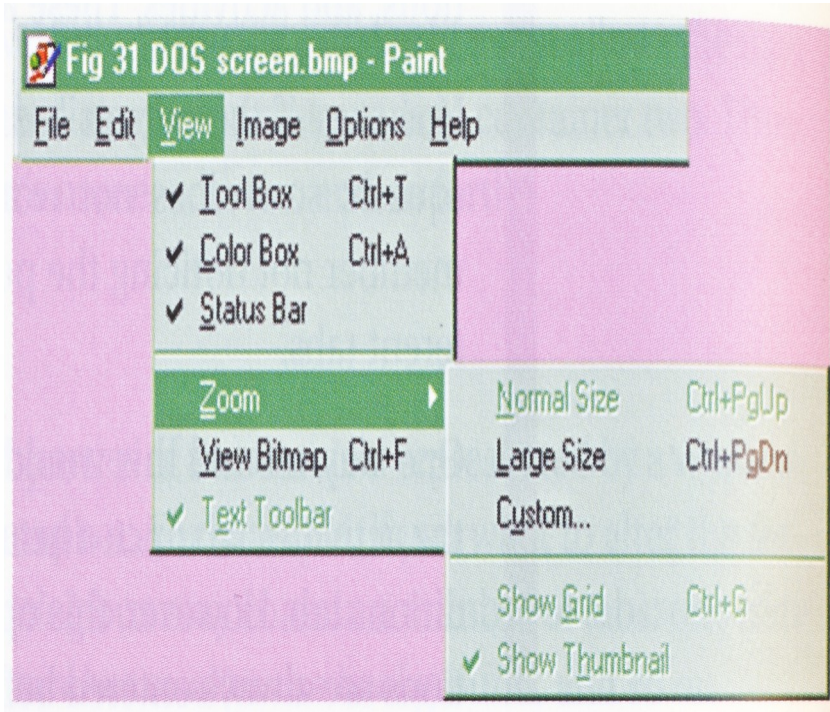 Fig 31 DOS screen.bmp - Paint
File Edit View Image Options Help
✓ Tool Box Ctrl+T
✓ Color Box Ctrl+A
✓ Status Bar
Zoom
View Bitmap Ctrl+F
✓ Text Toolbar
Normal Size Ctrl+PgUp
Large Size Ctrl+PgDn
Custom...
Show Grid Ctrl+G
✓ Show Thumbnail